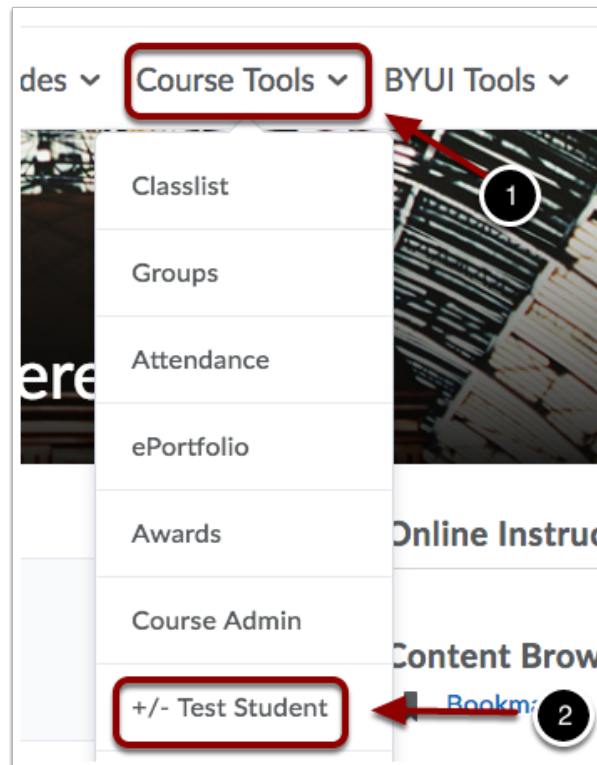 des Course Tools BYUI Tools
1
Classlist
Groups
Attendance
ere
ePortfolio
Awards
Online Instruc
Course Admin
Content Brow
+/- Test Student
Bookma
2